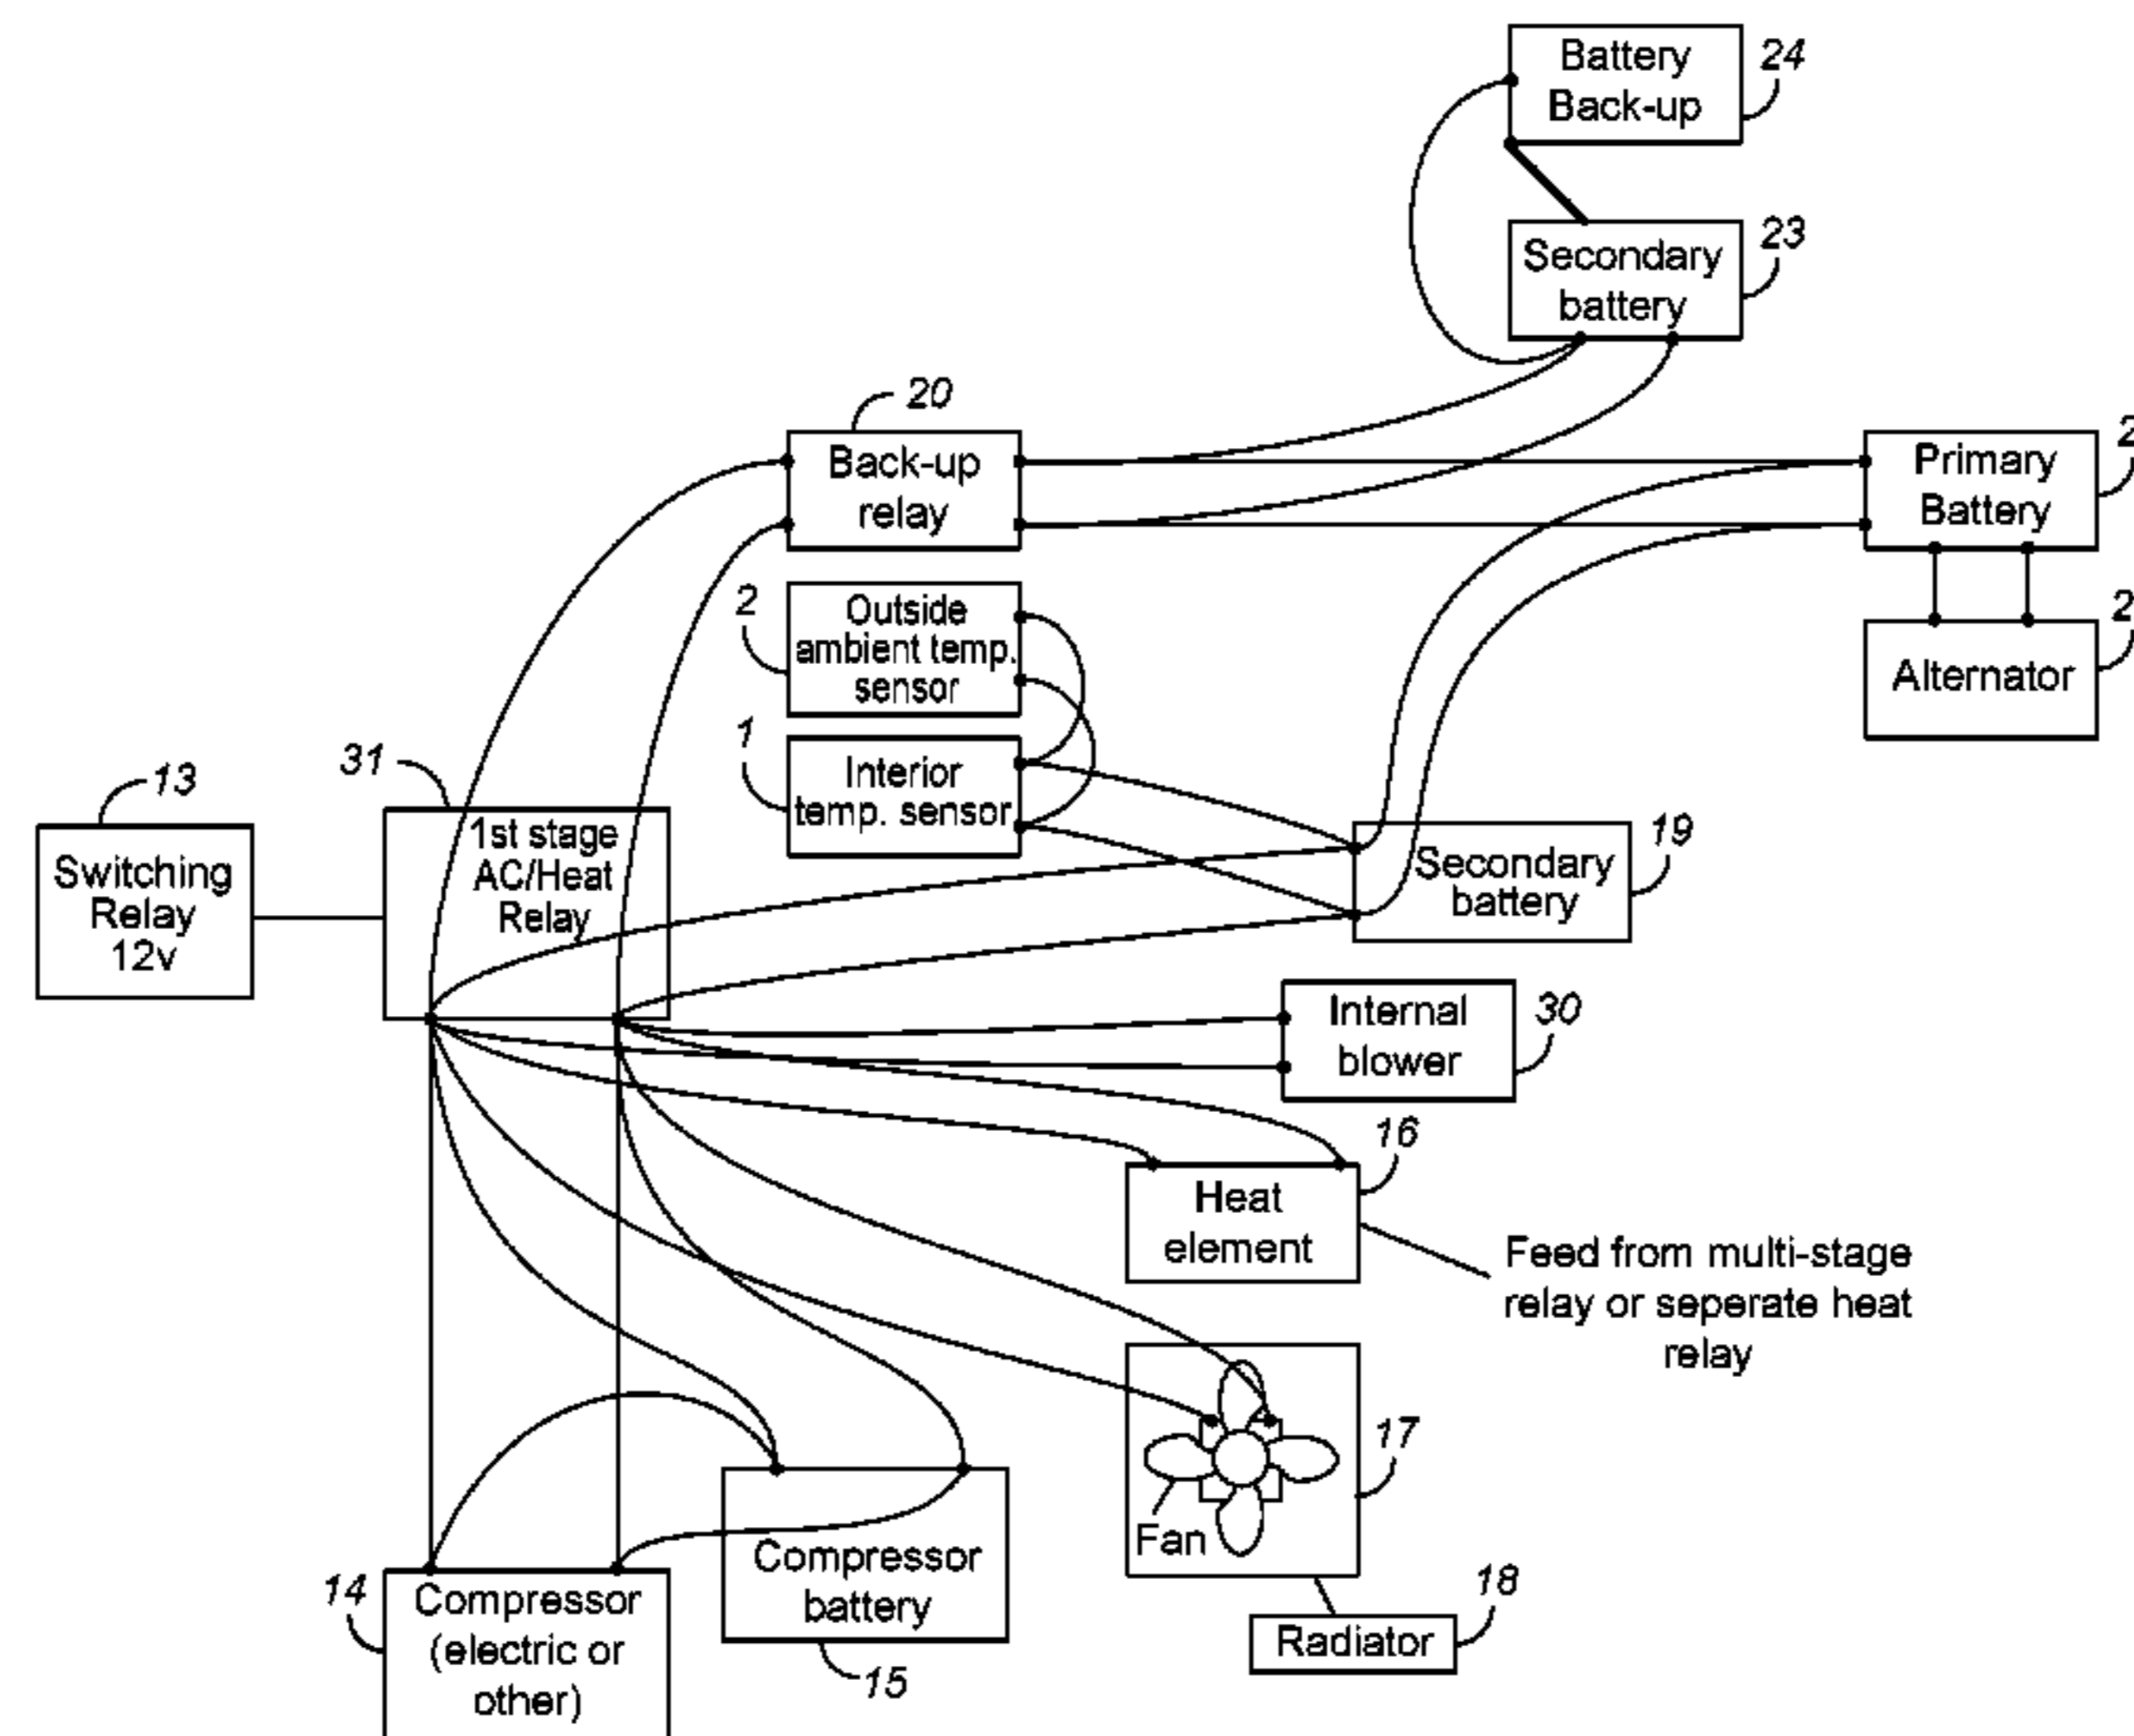 Battery
Back-up
24
Secondary
battery
23
20
Back-up
relay
Primary
Battery
2
2
Outside
ambient temp.
sensor
2
Alternator
1
Interior
temp. sensor
31
13
1st stage
AC/Heat
Relay
Switching
Relay
12v
Secondary
battery
19
Internal
blower
30
16
Heat
element
Feed from multi-stage
relay or seperate heat
relay
17
Fan
Compressor
battery
15
14
Compressor
(electric or
other)
Radiator
18